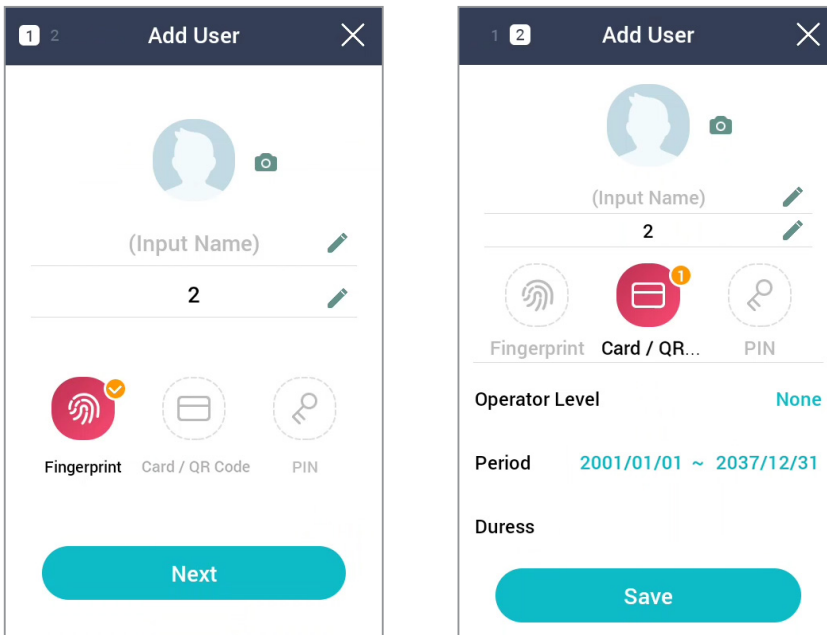 1 2 Add User
(Input Name)
2
Fingerprint Card / QR Code PIN
Next
1 2 Add User
(Input Name)
2
1
Fingerprint Card / QR... PIN
Operator Level None
Period 2001/01/01 ~ 2037/12/31
Duress
Save